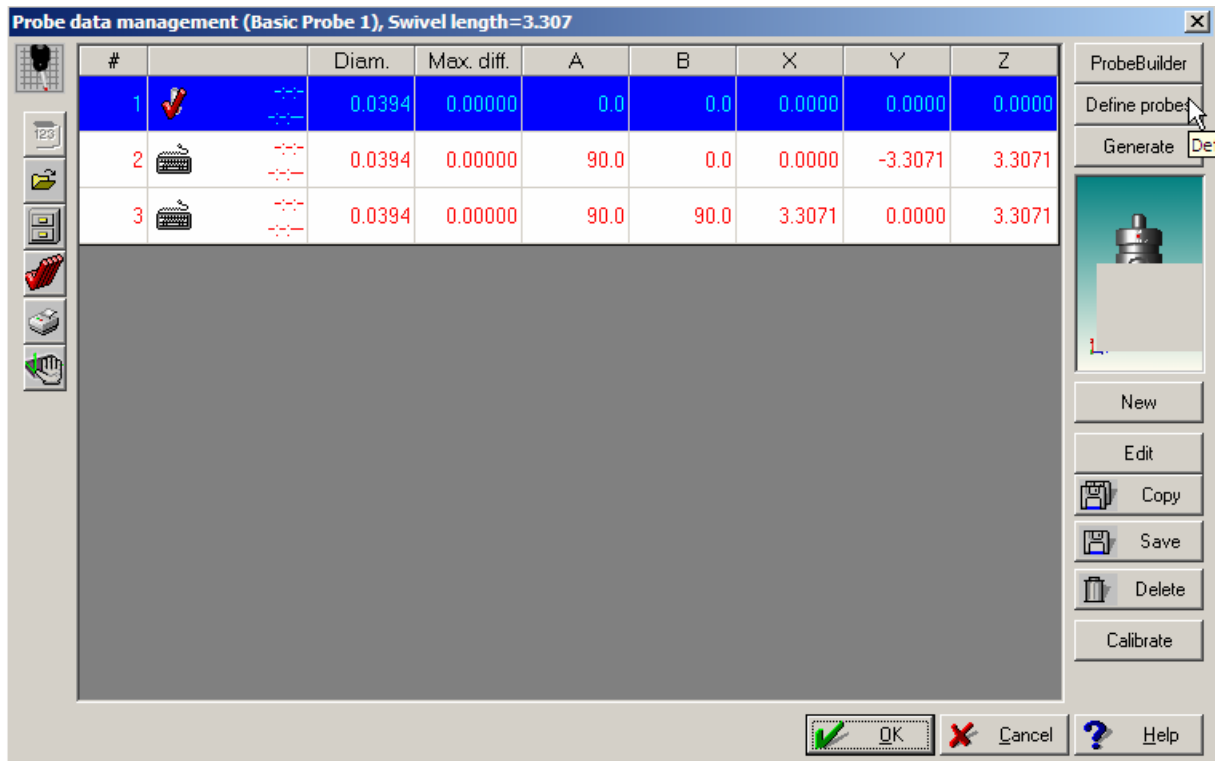 Probe data management (Basic Probe 1), Swivel length=3.307
# Diam. Max. diff. A B X Y Z
1 -:-:- 0.0394 0.00000 0.0 0.0 0.0000 0.0000 0.0000
-:-:—
2 -:-:- 0.0394 0.00000 90.0 0.0 0.0000 -3.3071 3.3071
-:-:—
3 -:-:- 0.0394 0.00000 90.0 90.0 3.3071 0.0000 3.3071
-:-:—
123
ProbeBuilder
Define probes
Generate
De
New
Edit
Copy
Save
Delete
Calibrate
OK
Cancel
Help